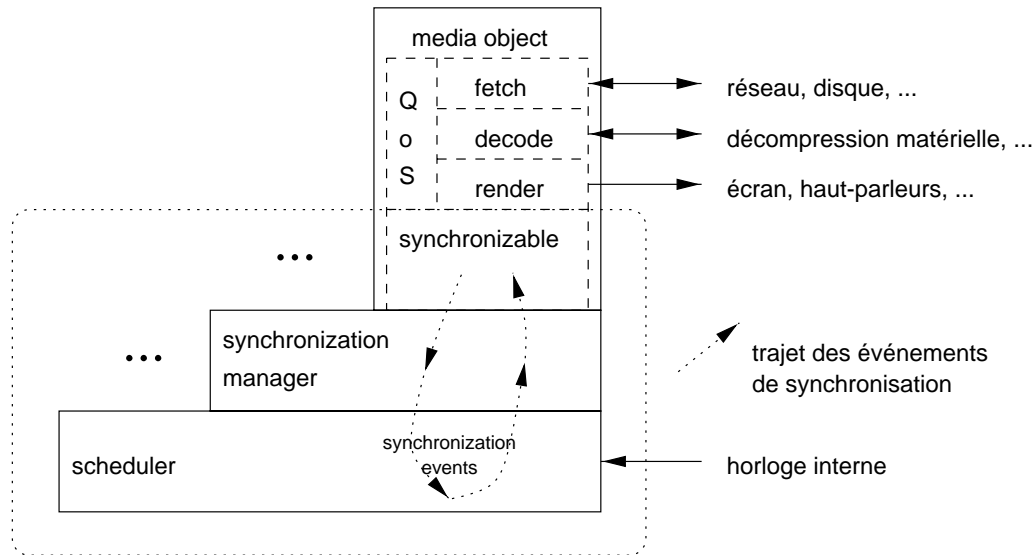 media object
Q
o
S
fetch
réseau, disque, ...
decode
décompression matérielle, ...
render
écran, haut-parleurs, ...
synchronizable
...
synchronization
manager
...
trajet des événements
de synchronisation
scheduler
synchronization
events
horloge interne